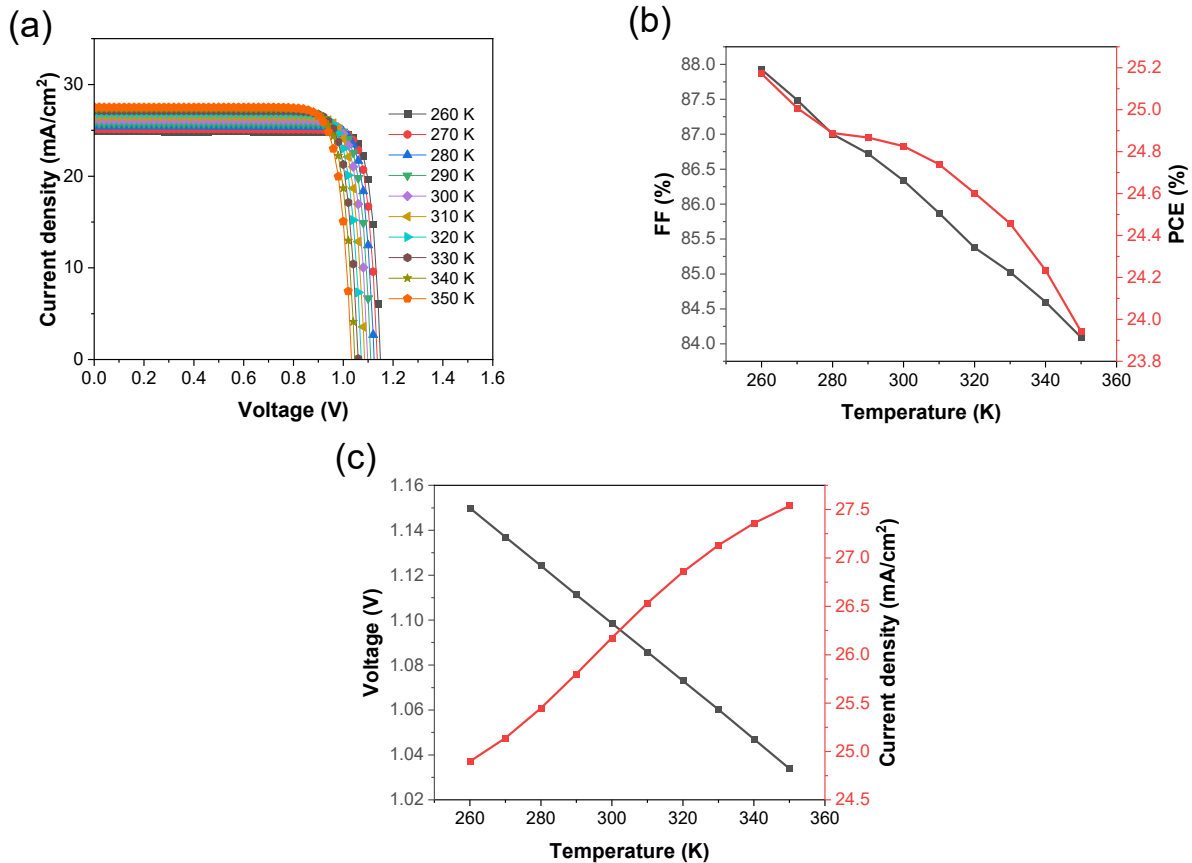 (a)
Current density (mA/cm²)
30
20
10
0
0.0 0.2 0.4 0.6 0.8 1.0 1.2 1.4 1.6
Voltage (V)
260 K
270 K
280 K
290 K
300 K
310 K
320 K
330 K
340 K
350 K
(b)
FF (%)
88.0
87.5
87.0
86.5
86.0
85.5
85.0
84.5
84.0
260 280 300 320 340 360
Temperature (K)
25.2
25.0
24.8
24.6
24.4
24.2
24.0
23.8
PCE (%)
(c)
Voltage (V)
1.16
1.14
1.12
1.10
1.08
1.06
1.04
1.02
260 280 300 320 340 360
Temperature (K)
27.5
27.0
26.5
26.0
25.5
25.0
24.5
Current density (mA/cm²)